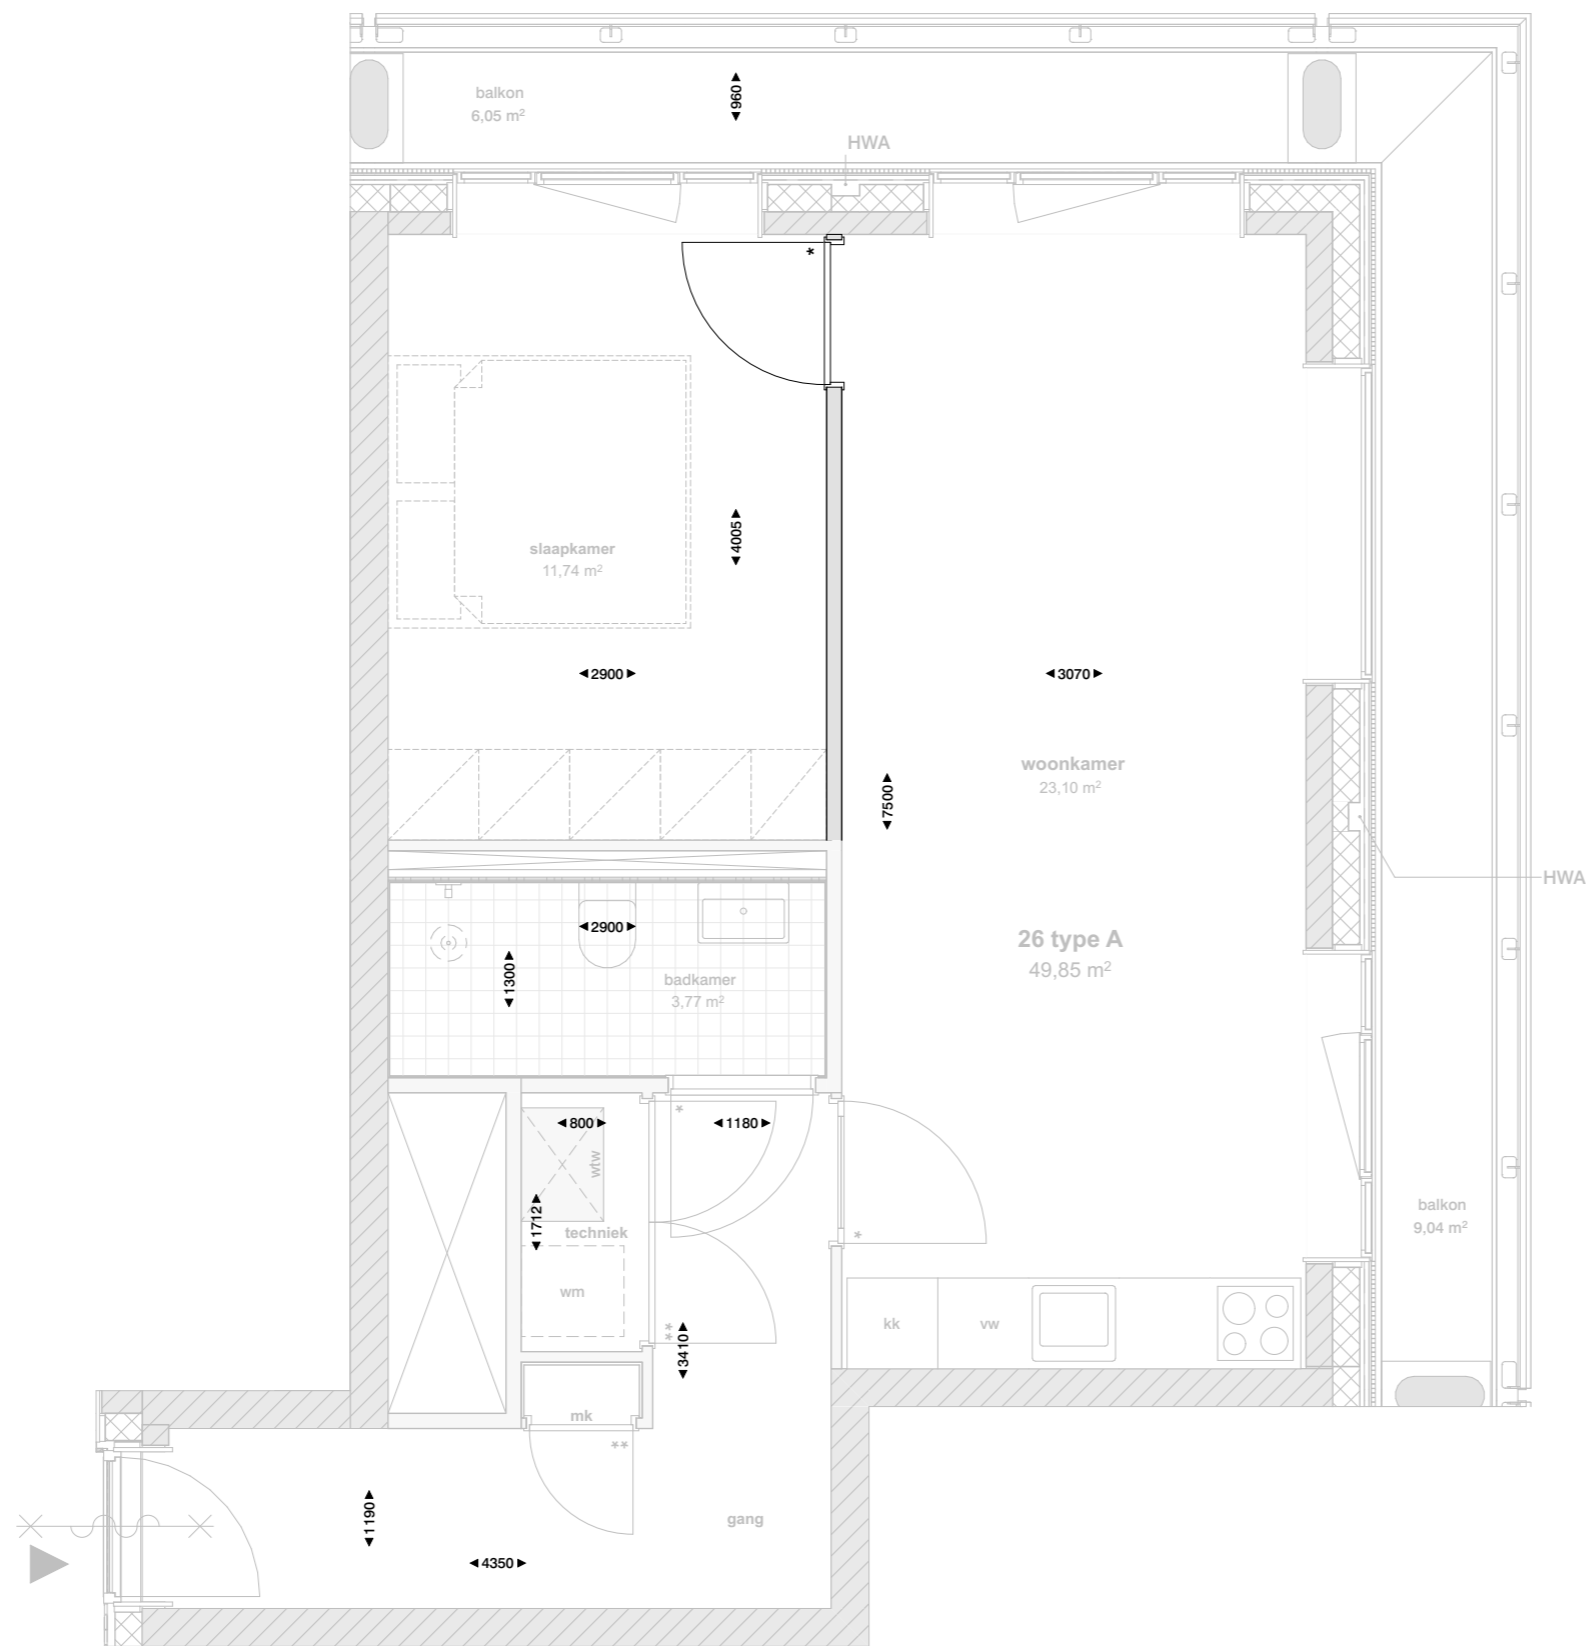 balkon
6,05 m²
960
HWA
*
slaapkamer
11,74 m²
4005
2900
3070
woonkamer
23,10 m²
7500
HWA
2900
1300
badkamer
3,77 m²
26 type A
49,85 m²
800
*
1180
wtw
1712
techniek
*
balkon
9,04 m²
wm
**
3410
kk
vw
mk
**
1190
gang
4350